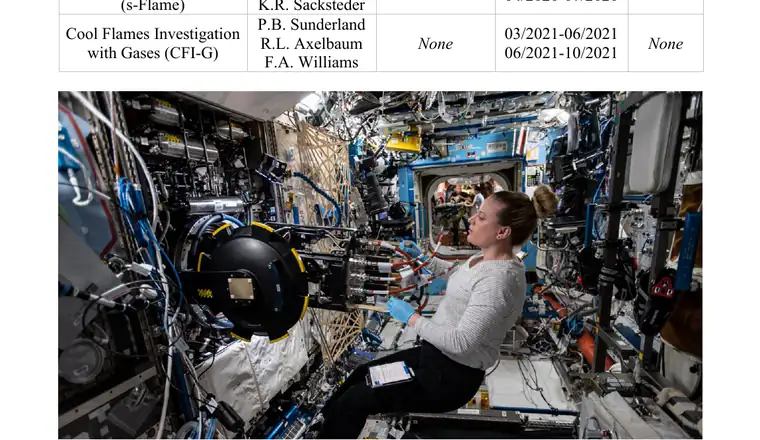 (s-Flame)
K.R. Sacksteder
Cool Flames Investigation
with Gases (CFI-G)
P.B. Sunderland
R.L. Axelbaum
F.A. Williams
None
03/2021-06/2021
06/2021-10/2021
None